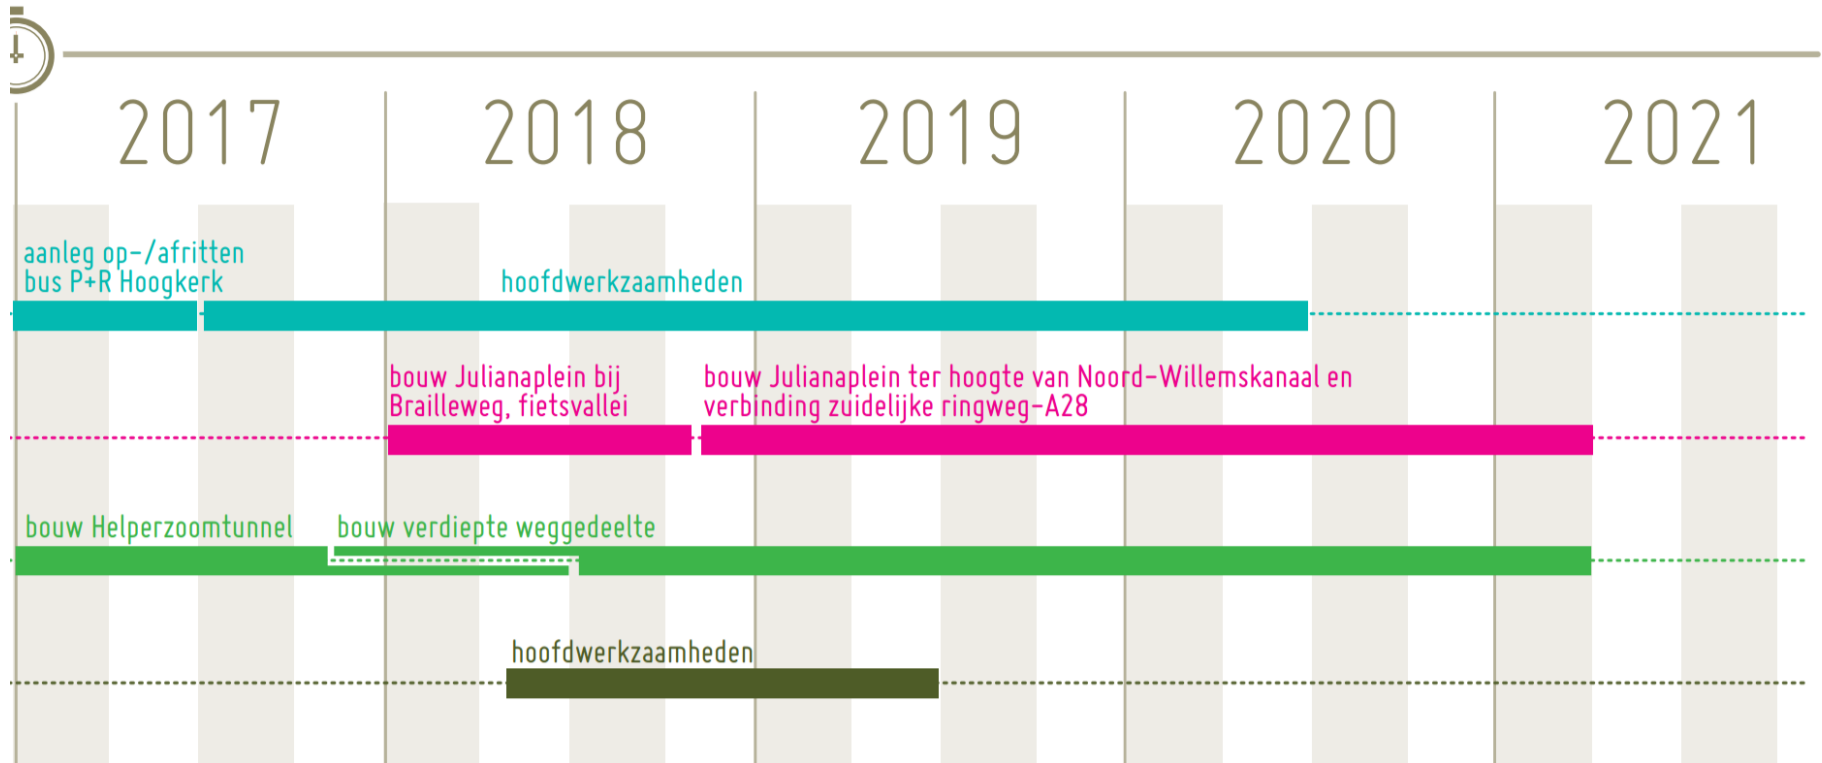 4
2017 2018 2019 2020 2021
aanleg op-/afritten
bus P+R Hoogkerk
hoofdwerkzaamheden
bouw Julianaplein bij
Brailleweg, fietsvallei
bouw Julianaplein ter hoogte van Noord-Willemskanaal en
verbinding zuidelijke ringweg-A28
bouw Helperzoomtunnel
bouw verdiepte weggedeelte
hoofdwerkzaamheden